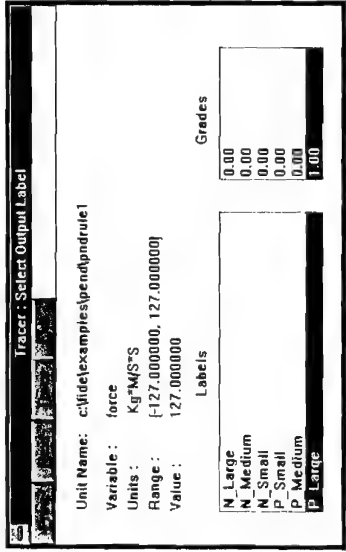 Tracer : Select Output Label
Unit Name: c:\fide\examples\pend\pndrule1
Variable : force
Units : Kg*M/S*S
Range : [-127.000000, 127.000000]
Value : 127.000000
Labels Grades
N_Large 0.00
N_Medium 0.00
N_Small 0.00
P_Small 0.00
P_Medium 0.00
P_Large 1.00